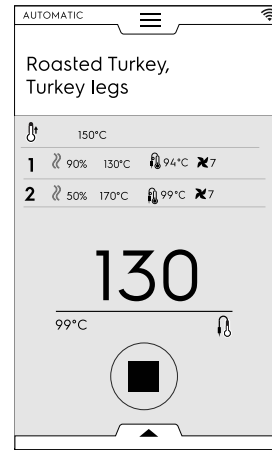 AUTOMATIC
Roasted Turkey,
Turkey legs
150°C
1 90% 130°C 94°C 7
2 50% 170°C 99°C 7
130
99°C